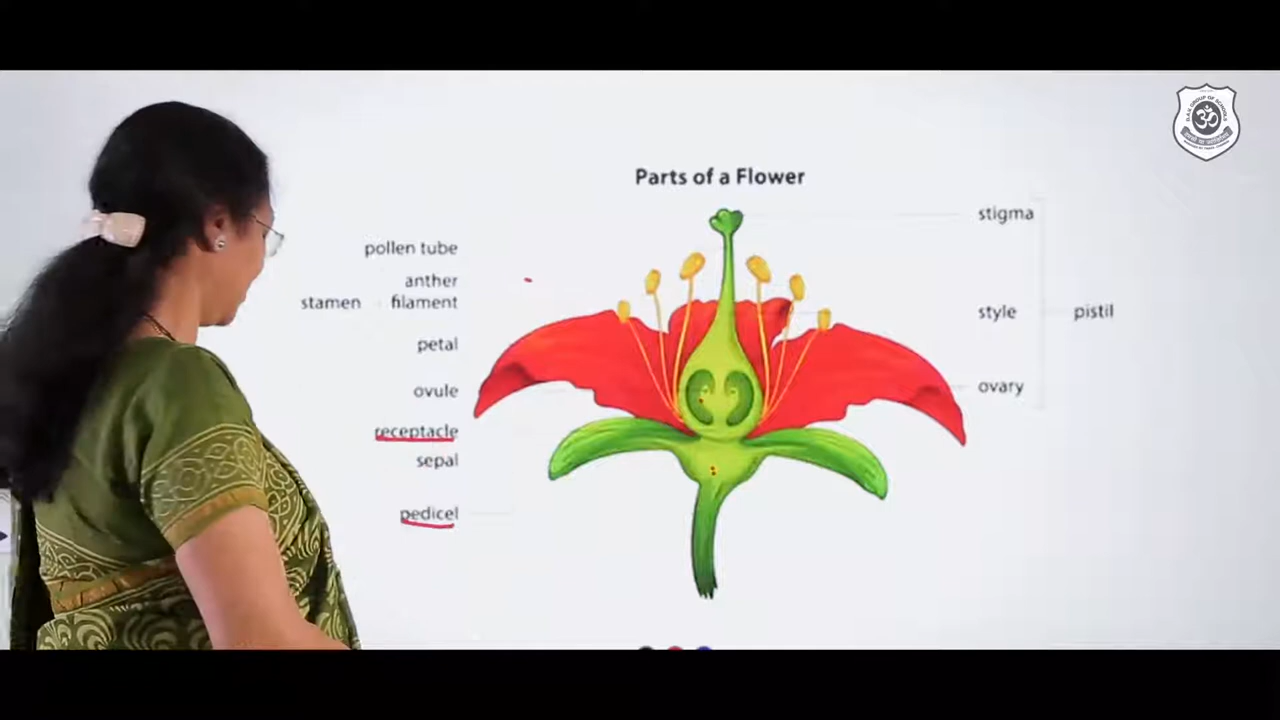 Parts of a Flower
stigma
pollen tube
anther
stamen filament
style pistil
petal
ovary
ovule
receptacle
sepal
pedicel